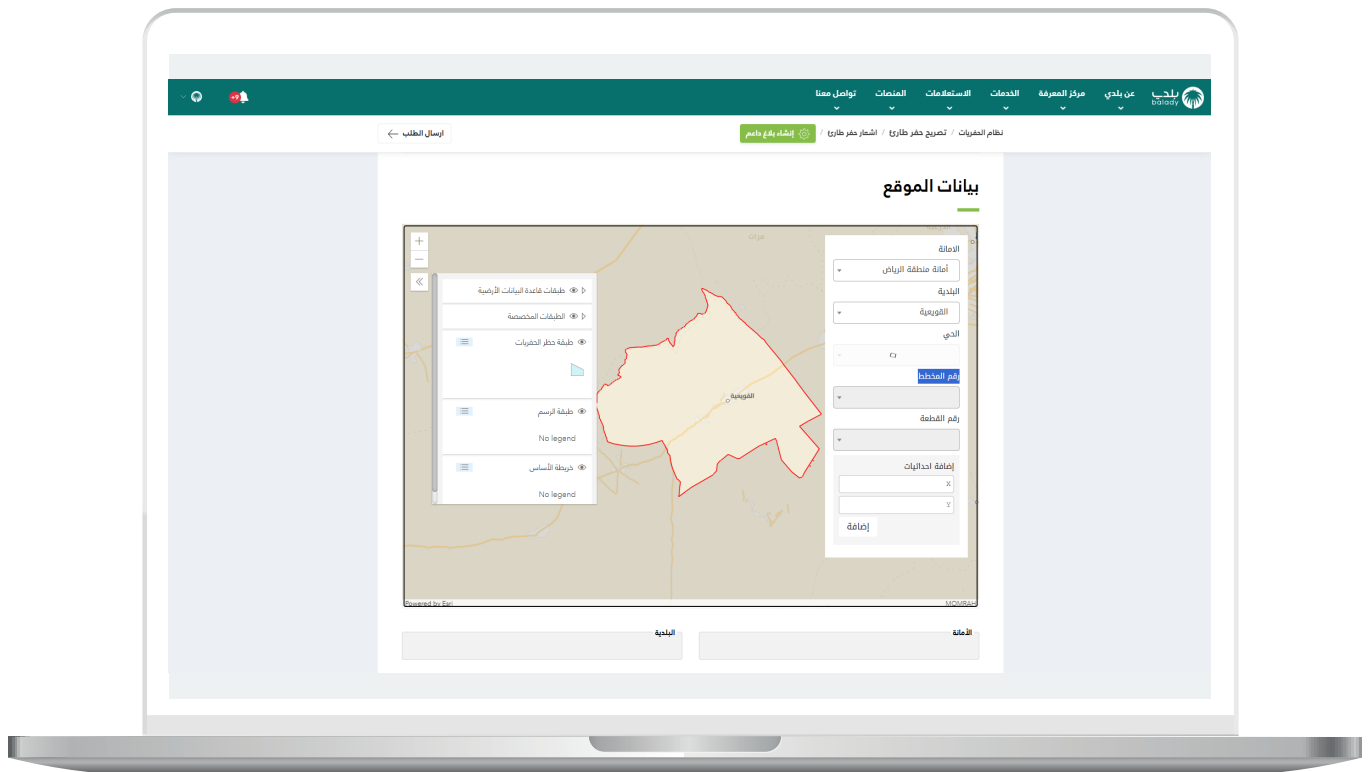 بلدي
balady
عن بلدي
مركز المعرفة
الخدمات
الاستعلامات
المنصات
تواصل معنا
+9
نظام الحفريات / تصريح حفر طارئ / اشعار حفر طارئ /
إنشاء بلاغ داعم
ارسال الطلب
بيانات الموقع
الامانة
أمانة منطقة الرياض
البلدية
القويعية
الحي
رقم المخطط
رقم القطعة
إضافة احداثيات
X
Y
إضافة
مرات
القويعية
طبقات قاعدة البيانات الأرضية
الطبقات المخصصة
طبقة حظر الحفريات
طبقة الرسم
No legend
خريطة الأساس
No legend
Powered by Esri
MOMRAH
الأمانة
البلدية